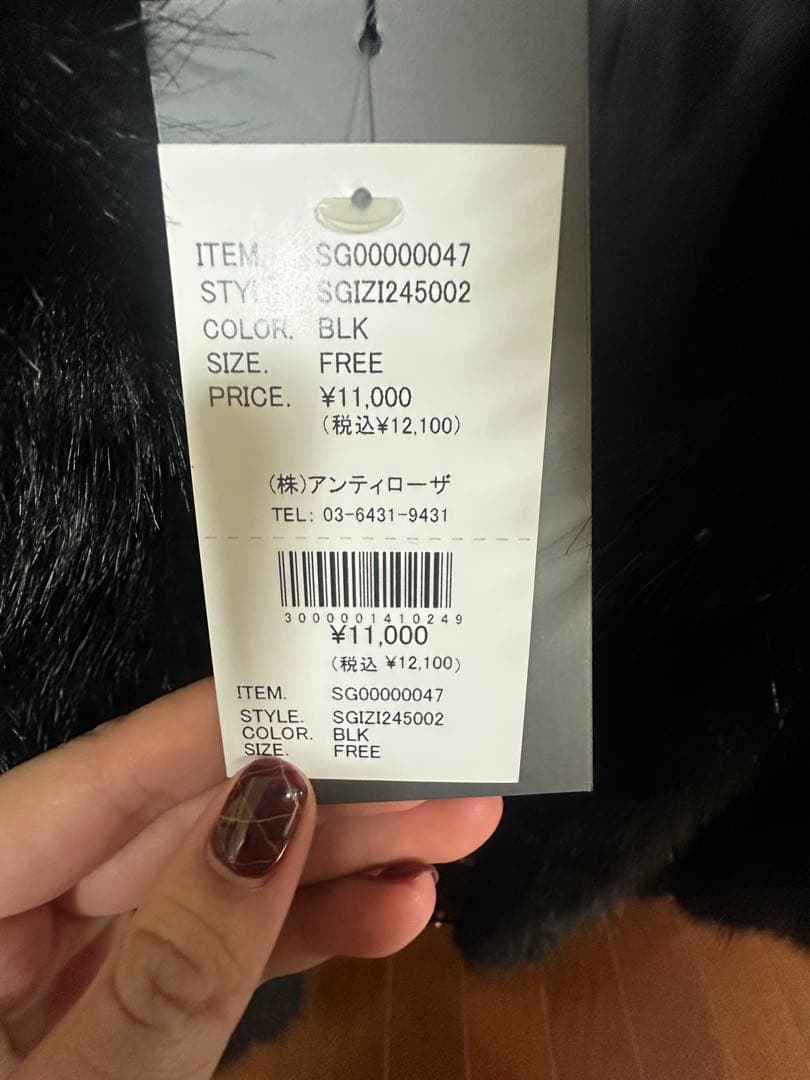 ITEM. SG00000047
STYL SGIZI245002
COLOR. BLK
SIZE. FREE
PRICE. ¥11,000
(税込¥12,100)
(株)アンティローザ
TEL: 03-6431-9431
3000001410249
¥11,000
(税込 ¥12,100)
ITEM. SG00000047
STYLE. SGIZI245002
COLOR. BLK
SIZE. FREE